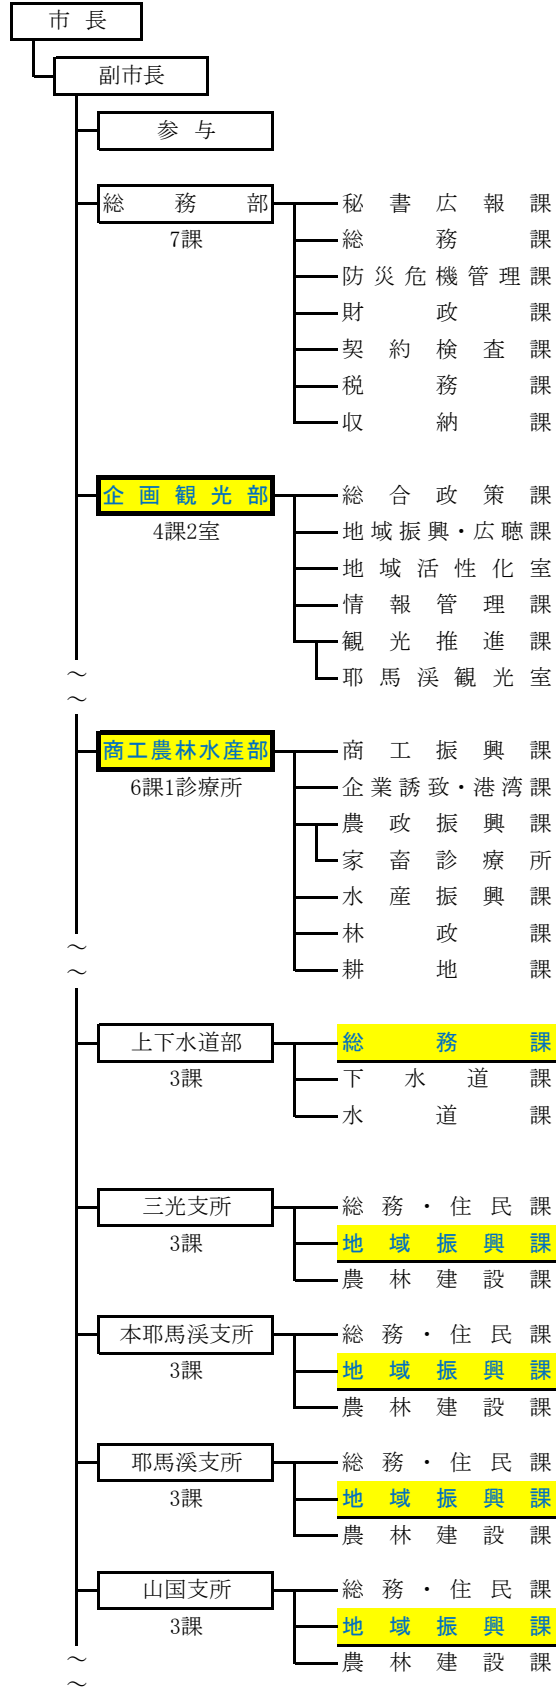 市長
副市長
参与
総務部 秘書広報課
7課 総務課
防災危機管理課
財政課
契約検査課
税務課
収納課
企画観光部 総合政策課
4課2室 地域振興・広聴課
地域活性化室
情報管理課
観光推進課
耶馬渓観光室
～
～
商工農林水産部 商工振興課
6課1診療所 企業誘致・港湾課
農政振興課
家畜診療所
水産振興課
林政課
耕地課
～
～
上下水道部 総務課
3課 下水道課
水道課
三光支所 総務・住民課
3課 地域振興課
農林建設課
本耶馬渓支所 総務・住民課
3課 地域振興課
農林建設課
耶馬渓支所 総務・住民課
3課 地域振興課
農林建設課
山国支所 総務・住民課
3課 地域振興課
農林建設課
～
～